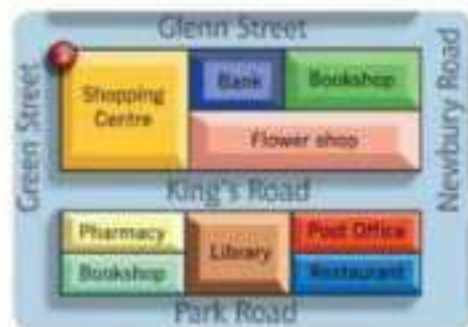 Glenn Street
Green Street
Newbury Road
Shopping
Centre
Bank
Bookshop
Flower shop
King's Road
Pharmacy
Library
Post Office
Bookshop
Restaurant
Park Road